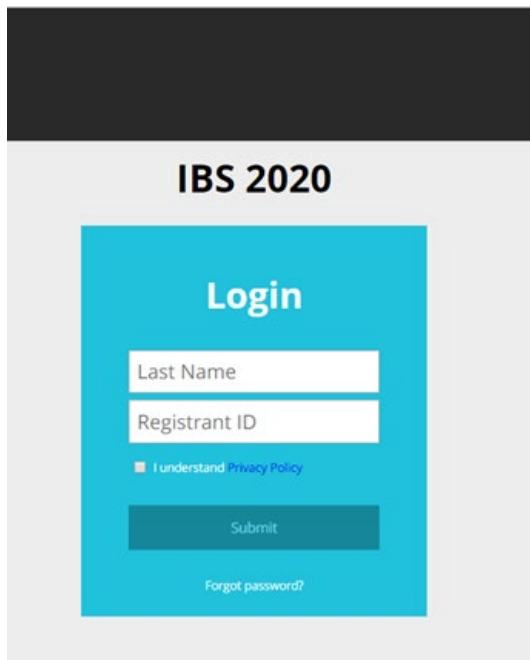 IBS 2020
Login
Last Name
Registrant ID
I understand Privacy Policy
Submit
Forgot password?